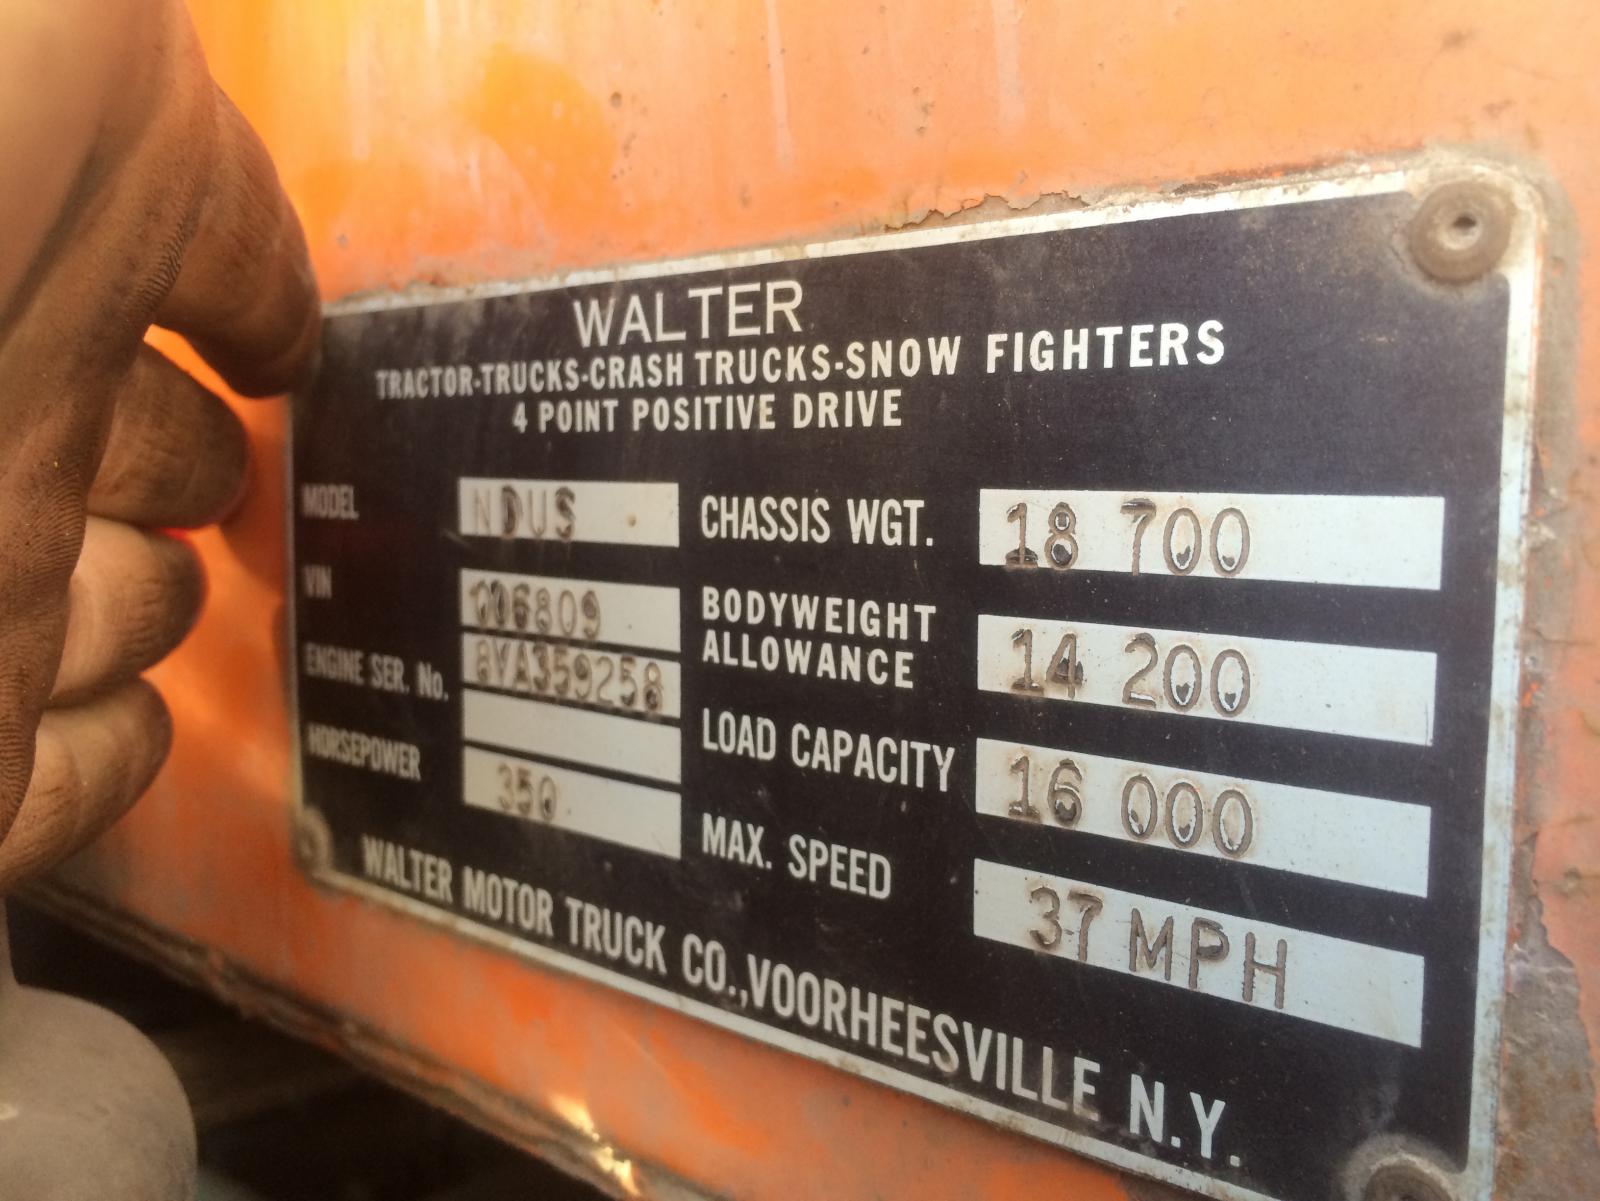 WALTER
TRACTOR-TRUCKS-CRASH TRUCKS-SNOW FIGHTERS
4 POINT POSITIVE DRIVE
MODEL NDUS
VIN
ENGINE SER. No. 8VA359258
HORSEPOWER 350
CHASSIS WGT. 18 700
BODYWEIGHT
ALLOWANCE 14 200
LOAD CAPACITY 16 000
MAX. SPEED 37 MPH
WALTER MOTOR TRUCK CO., VOORHEESVILLE N.Y.